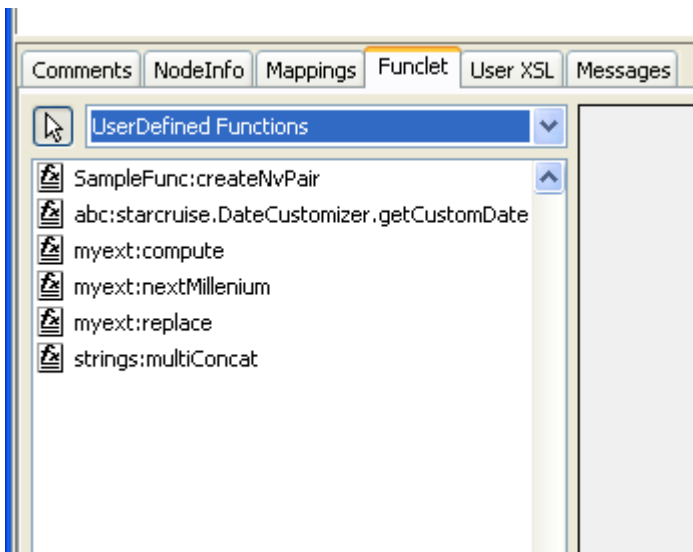 Comments NodeInfo Mappings Funclet User XSL Messages
UserDefined Functions
SampleFunc:createNvPair
abc:starcruise.DateCustomizer.getCustomDate
myext:compute
myext:nextMillenium
myext:replace
strings:multiConcat